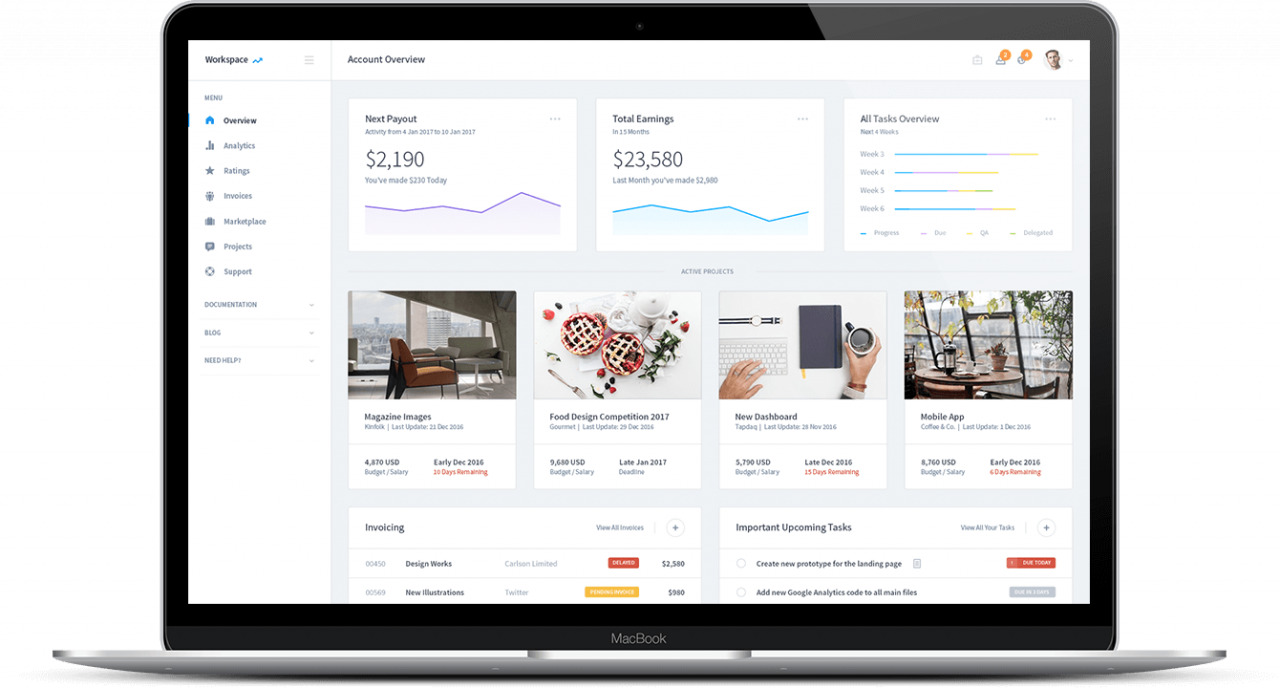 Workspace
Account Overview
2
4
MENU
Overview
Analytics
Ratings
Invoices
Marketplace
Projects
Support
DOCUMENTATION
BLOG
NEED HELP?
Next Payout
Activity from 4 Jan 2017 to 10 Jan 2017
$2,190
You've made $230 Today
Total Earnings
In 15 Months
$23,580
Last Month you've made $2,980
All Tasks Overview
Next 4 Weeks
Week 3
Week 4
Week 5
Week 6
Progress Due QA Delegated
ACTIVE PROJECTS
Magazine Images
Kinfolk | Last Update: 21 Dec 2016
4,870 USD Early Dec 2016
Budget / Salary 20 Days Remaining
Food Design Competition 2017
Gourmet | Last Update: 29 Dec 2016
9,680 USD Late Jan 2017
Budget / Salary Deadline
New Dashboard
Tapdaq | Last Update: 28 Nov 2016
5,790 USD Late Dec 2016
Budget / Salary 15 Days Remaining
Mobile App
Coffee & Co. | Last Update: 1 Dec 2016
8,760 USD Early Dec 2016
Budget / Salary 6 Days Remaining
Invoicing View All Invoices +
00450 Design Works Carlson Limited DELAYED $2,580
00569 New Illustrations Twitter PENDING INVOICE $980
Important Upcoming Tasks View All Your Tasks +
Create new prototype for the landing page ! DUE TODAY
Add new Google Analytics code to all main files DUE IN 2 DAYS
MacBook